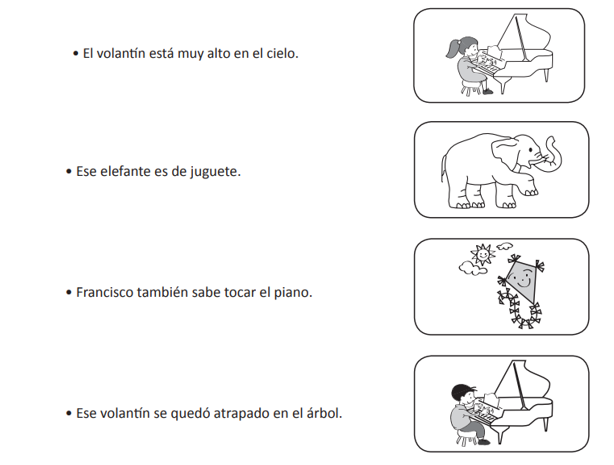 • El volantín está muy alto en el cielo.
• Ese elefante es de juguete.
• Francisco también sabe tocar el piano.
• Ese volantín se quedó atrapado en el árbol.